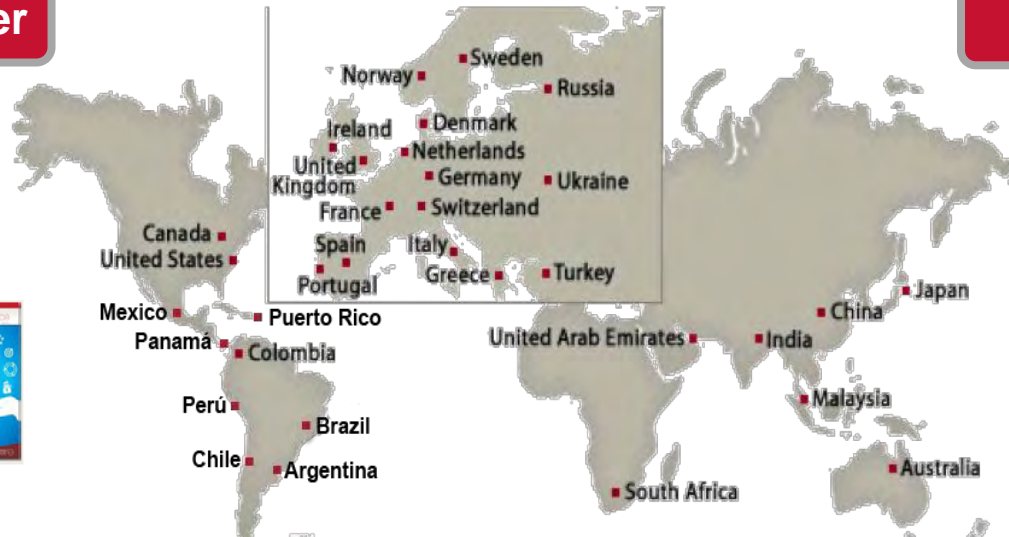 er
Sweden
Norway
Russia
Ireland
Denmark
Netherlands
United
Kingdom
Germany
Ukraine
France
Switzerland
Spain
Italy
Portugal
Greece
Turkey
Canada
United States
Mexico
Puerto Rico
Panamá
Colombia
Perú
Brazil
Chile
Argentina
United Arab Emirates
India
China
Japan
Malaysia
Australia
South Africa